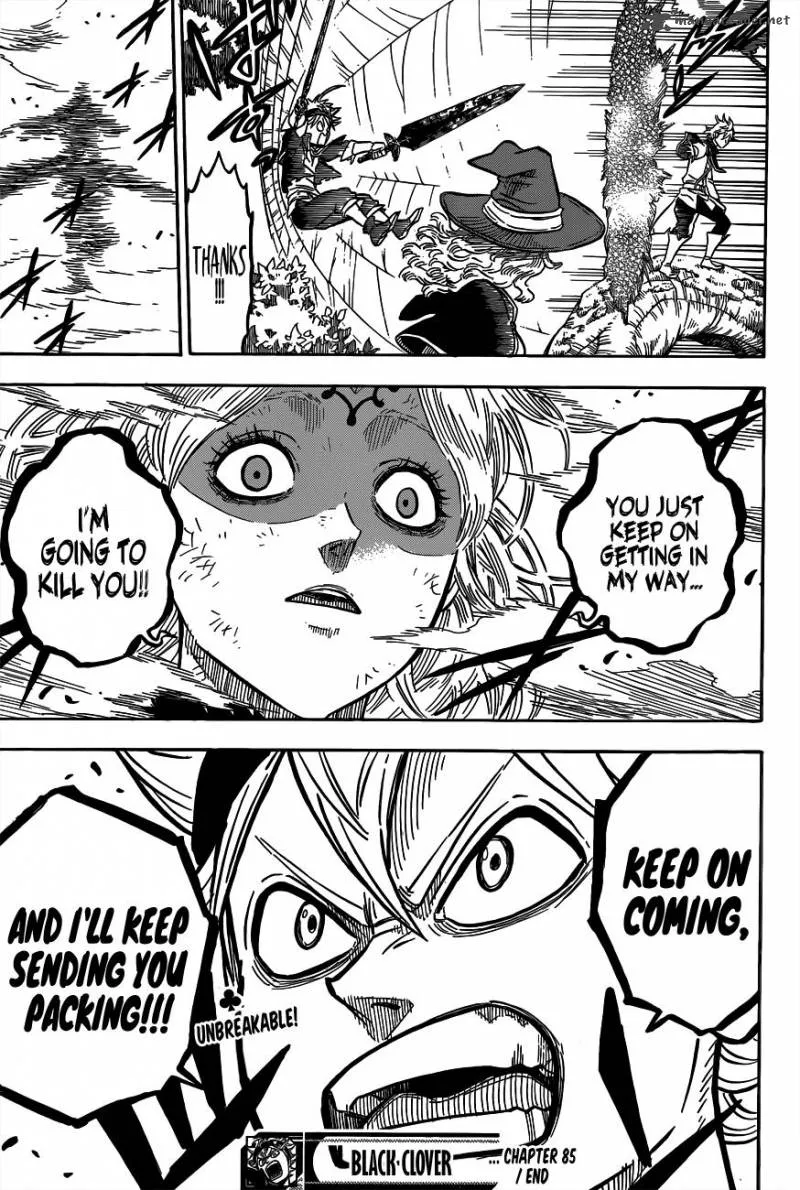 THANKS
!!!
YOU JUST
KEEP ON
GETTING IN
MY WAY...
I'M
GOING TO
KILL YOU!!
KEEP ON
COMING,
AND I'LL KEEP
SENDING YOU
PACKING!!!
UNBREAKABLE!
BLACK·CLOVER
... CHAPTER 85
/ END